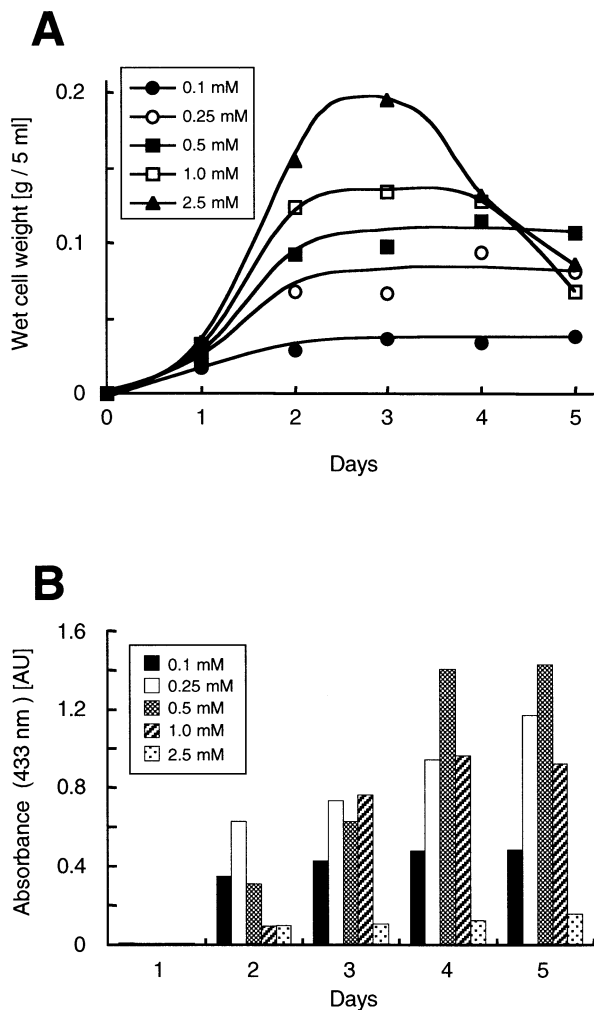 A
Wet cell weight [g / 5 ml]
0.2
0.1
0
0.1 mM
0.25 mM
0.5 mM
1.0 mM
2.5 mM
0 1 2 3 4 5
Days
B
Absorbance (433 nm ) [AU]
1.6
1.2
0.8
0.4
0
0.1 mM
0.25 mM
0.5 mM
1.0 mM
2.5 mM
1 2 3 4 5
Days